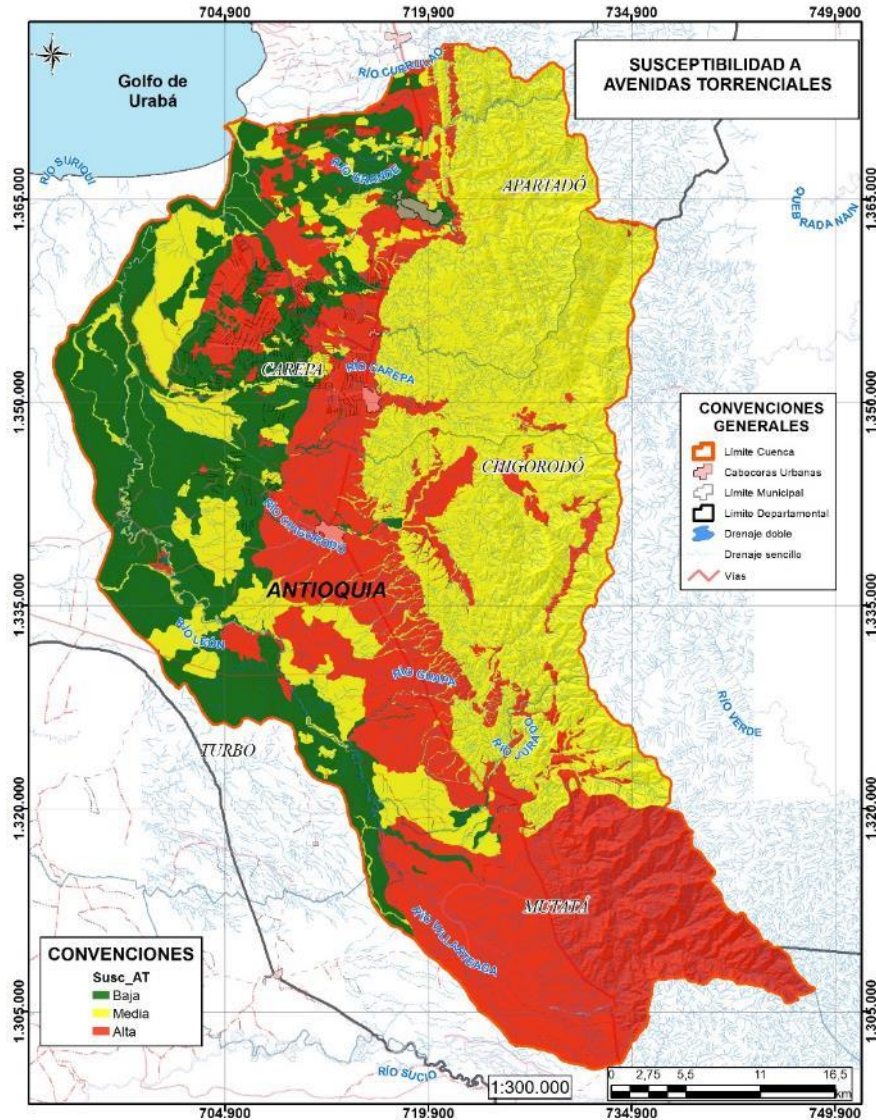 704,900
719,900
734,900
749,900
SUSCEPTIBILIDAD A
AVENIDAS TORRENCIALES
Golfo de
Urabá
RÍO CURRULAO
RÍO SURIQUI
RÍO GRANDE
APARTADÓ
QUEBRADA NAIN
1.365.000
1.365.000
CAREPA
RÍO CAREPA
1.350.000
1.350.000
CONVENCIONES
GENERALES
Límite Cuenca
Cabeceras Urbanas
Límite Municipal
Límite Departamental
Drenaje doble
Drenaje sencillo
Vías
CHIGORODÓ
RÍO CHIGORODÓ
ANTIOQUIA
1.335.000
1.335.000
RÍO LEÓN
RÍO GUAPA
RÍO VERDE
RÍO JURADO
TURBO
1.320.000
1.320.000
MUTATÁ
RÍO VILLARTEAGA
CONVENCIONES
Susc_AT
Baja
Media
Alta
1.305.000
1.305.000
RÍO SUCIO
1:300.000
0 2,75 5,5 11 16,5
km
704,900
719,900
734,900
749,900